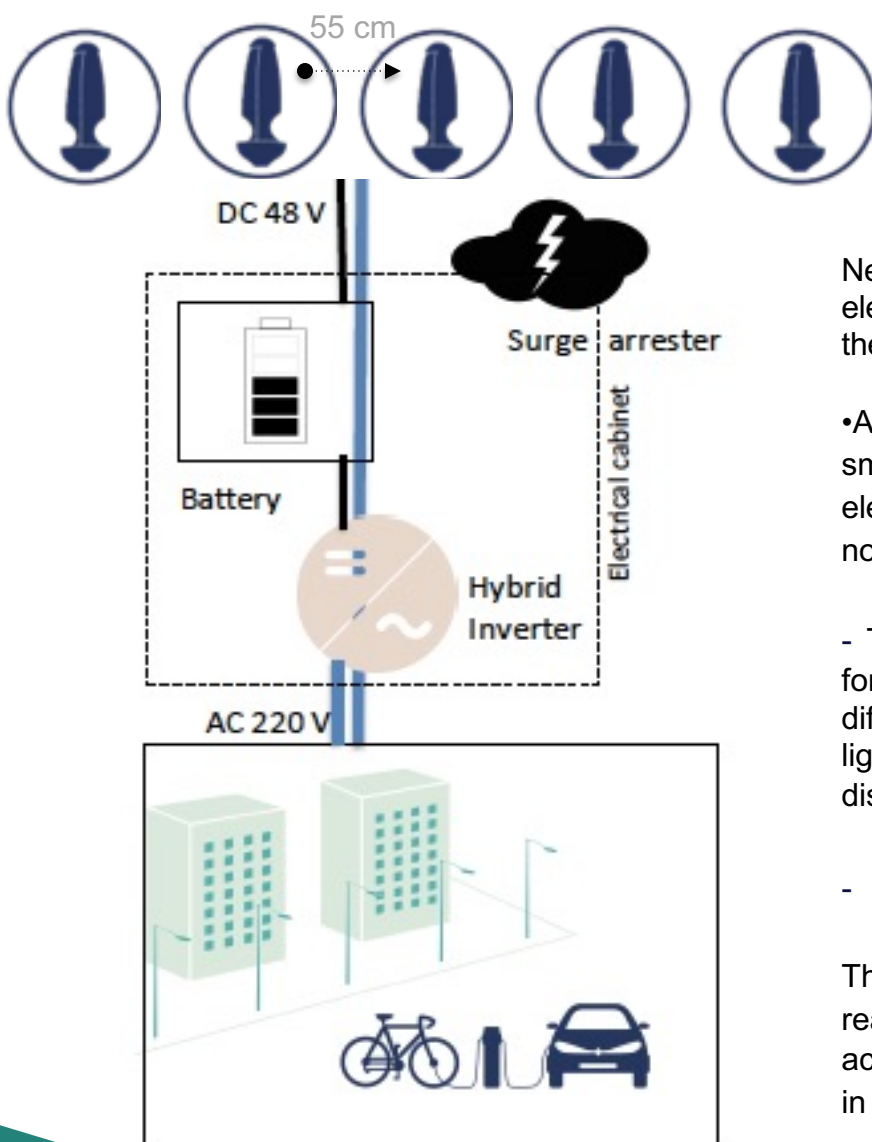 55 cm
DC 48 V
Surge arrester
Electrical cabinet
Battery
Hybrid
Inverter
AC 220 V
Ne
ele
the
•A
sm
ele
no
- T
for
dif
lig
dis
-
Th
rea
ac
in